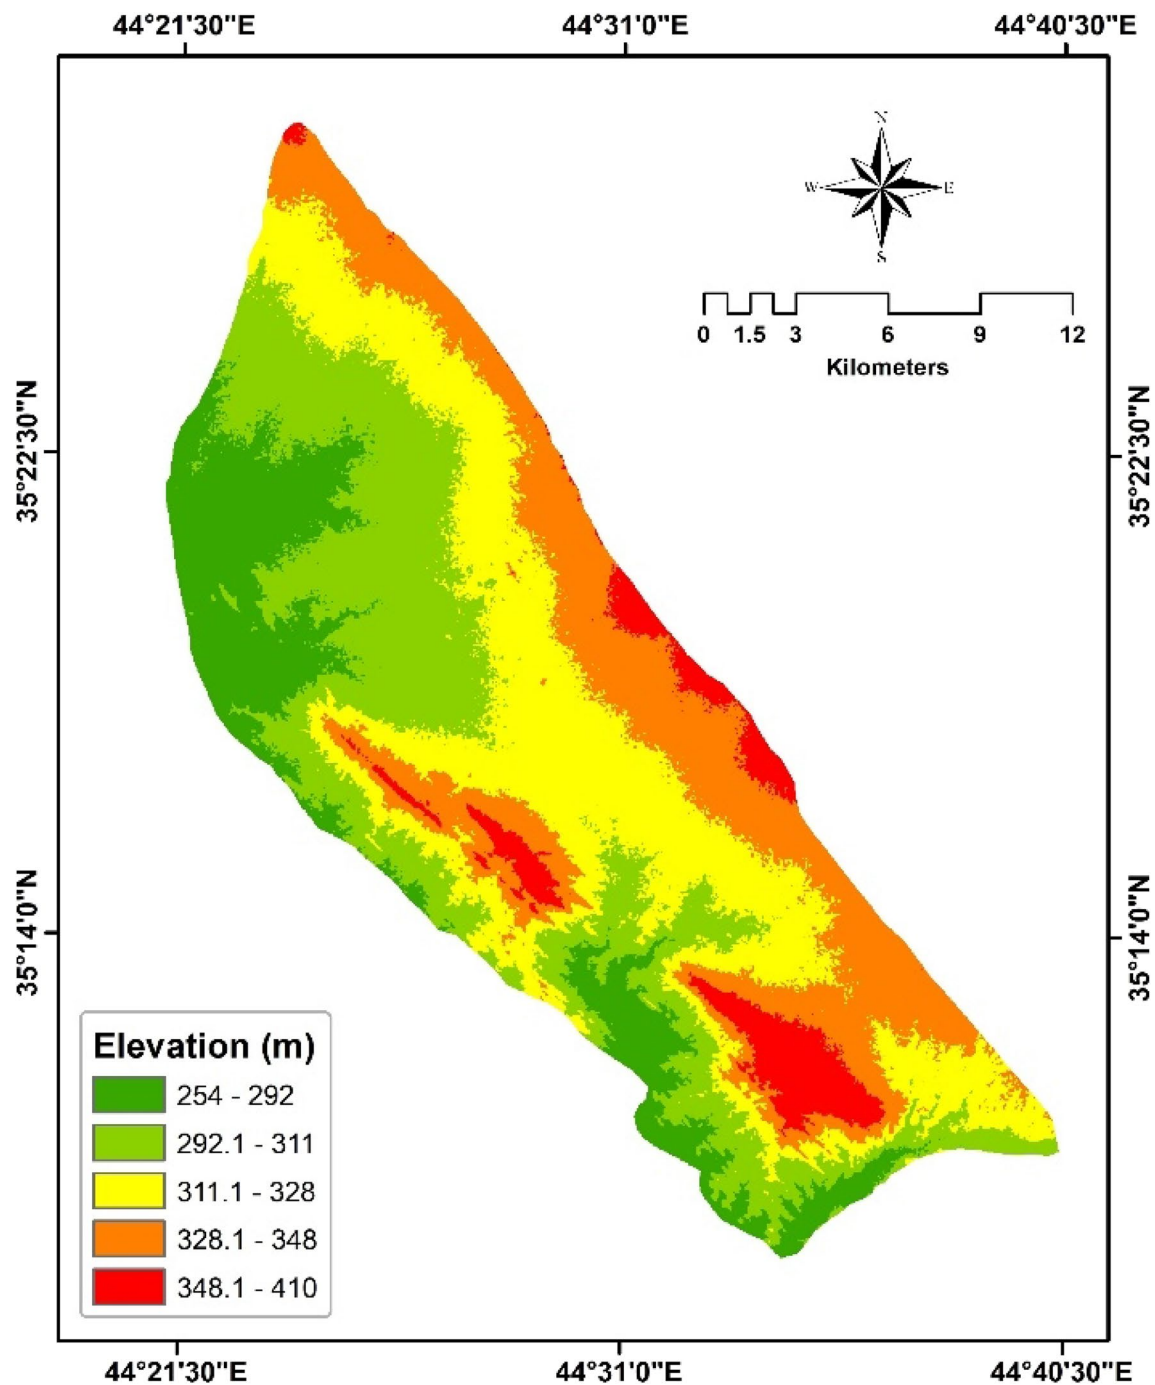 44°21'30"E 44°31'0"E 44°40'30"E
N
W E
S
0 1.5 3 6 9 12
Kilometers
35°22'30"N 35°22'30"N
35°14'0"N 35°14'0"N
Elevation (m)
254 - 292
292.1 - 311
311.1 - 328
328.1 - 348
348.1 - 410
44°21'30"E 44°31'0"E 44°40'30"E